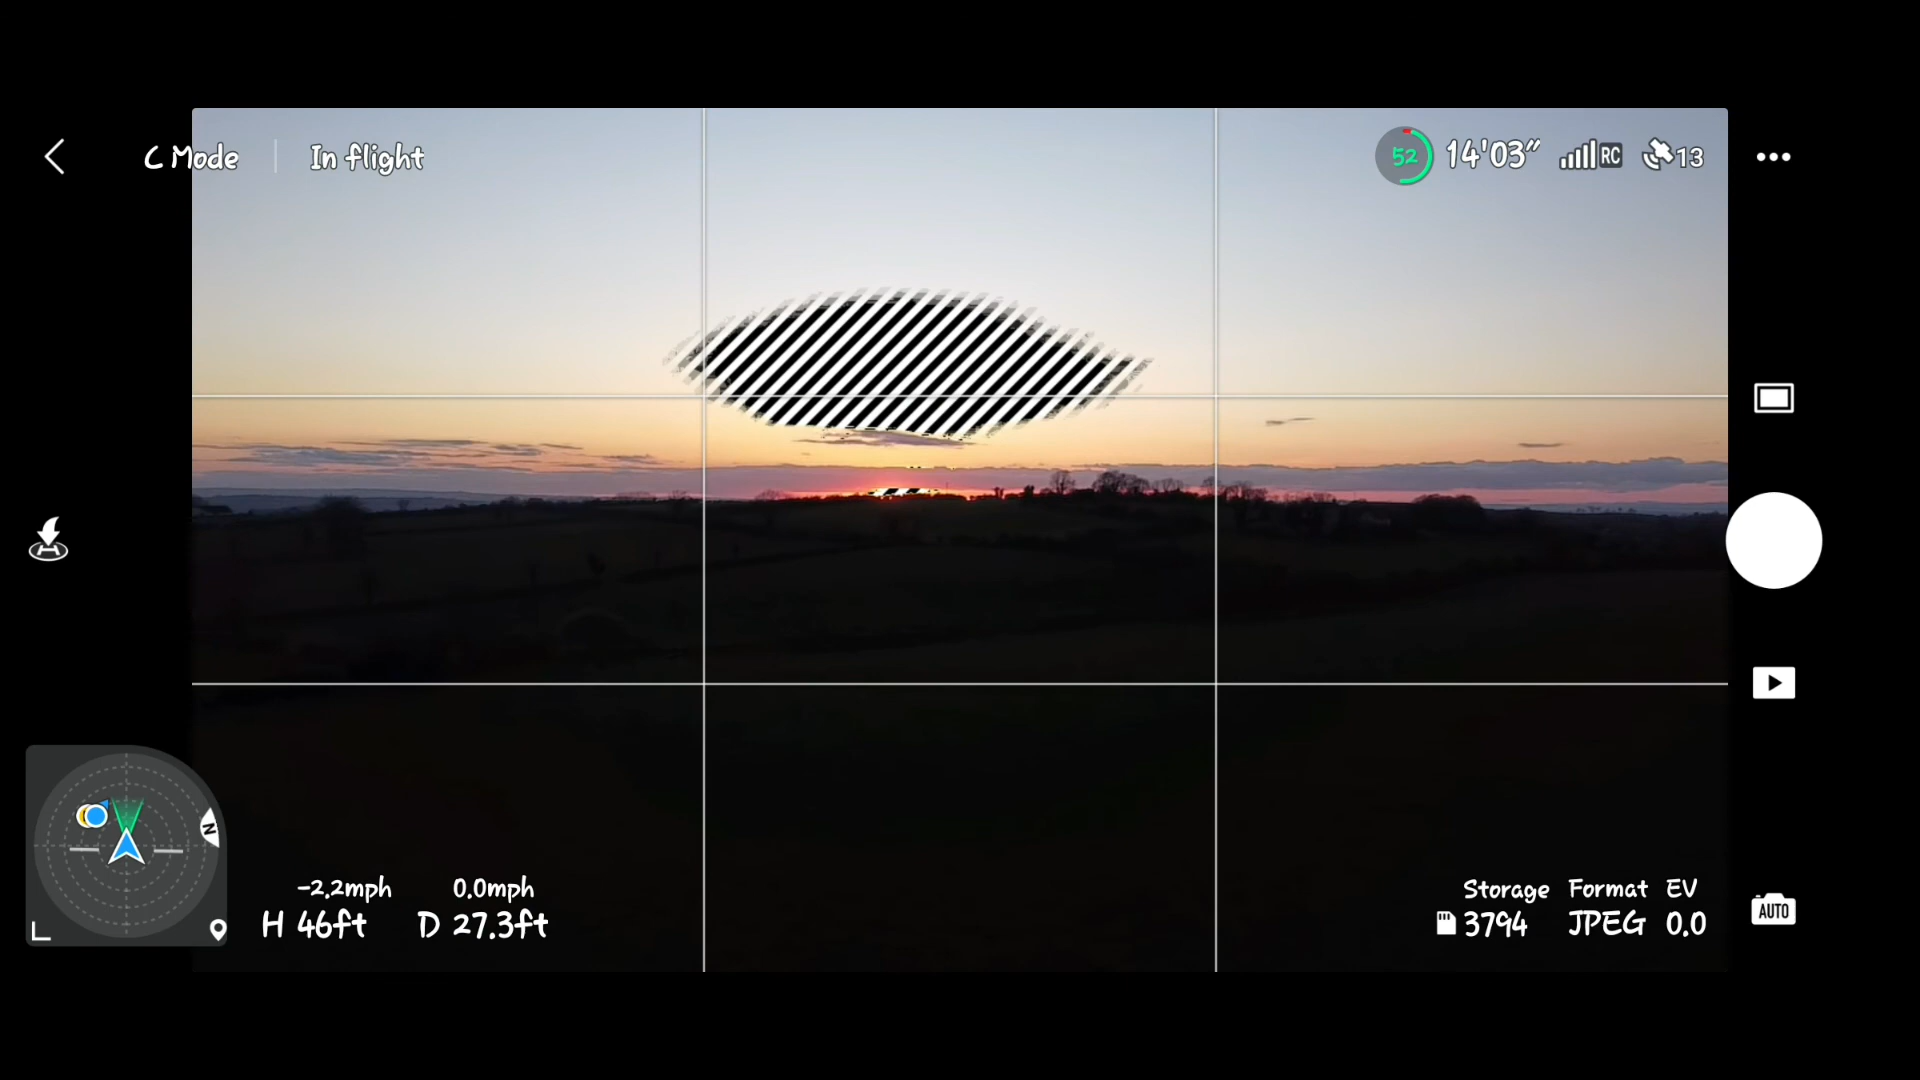 C Mode In flight 52 14'03" RC 13
N
-2.2mph 0.0mph
H 46ft D 27.3ft
Storage Format EV
3794 JPEG 0.0
AUTO